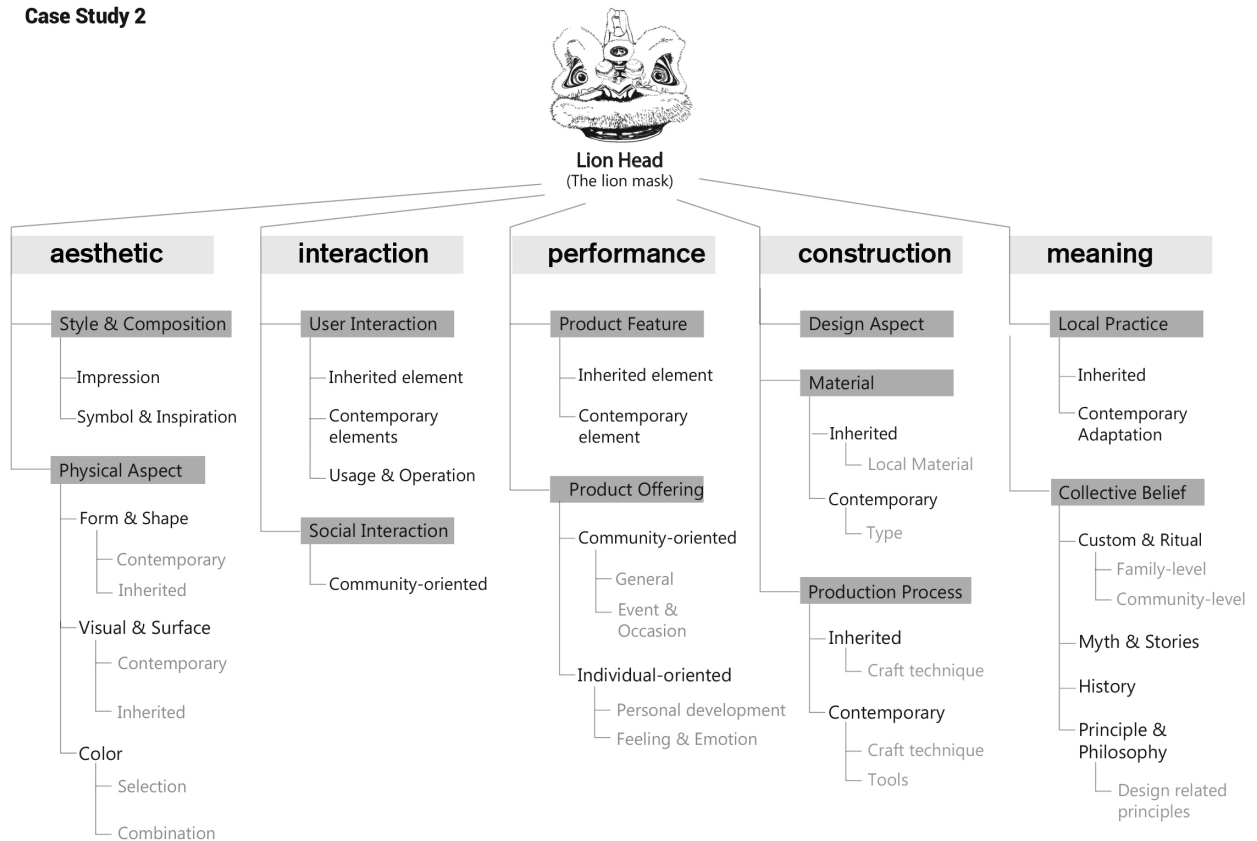 Case Study 2
Lion Head
(The lion mask)
aesthetic
Style & Composition
Impression
Symbol & Inspiration
Physical Aspect
Form & Shape
Contemporary
Inherited
Visual & Surface
Contemporary
Inherited
Color
Selection
Combination
interaction
User Interaction
Inherited element
Contemporary
elements
Usage & Operation
Social Interaction
Community-oriented
performance
Product Feature
Inherited element
Contemporary
element
Product Offering
Community-oriented
General
Event &
Occasion
Individual-oriented
Personal development
Feeling & Emotion
construction
Design Aspect
Material
Inherited
Local Material
Contemporary
Type
Production Process
Inherited
Craft technique
Contemporary
Craft technique
Tools
meaning
Local Practice
Inherited
Contemporary
Adaptation
Collective Belief
Custom & Ritual
Family-level
Community-level
Myth & Stories
History
Principle &
Philosophy
Design related
principles